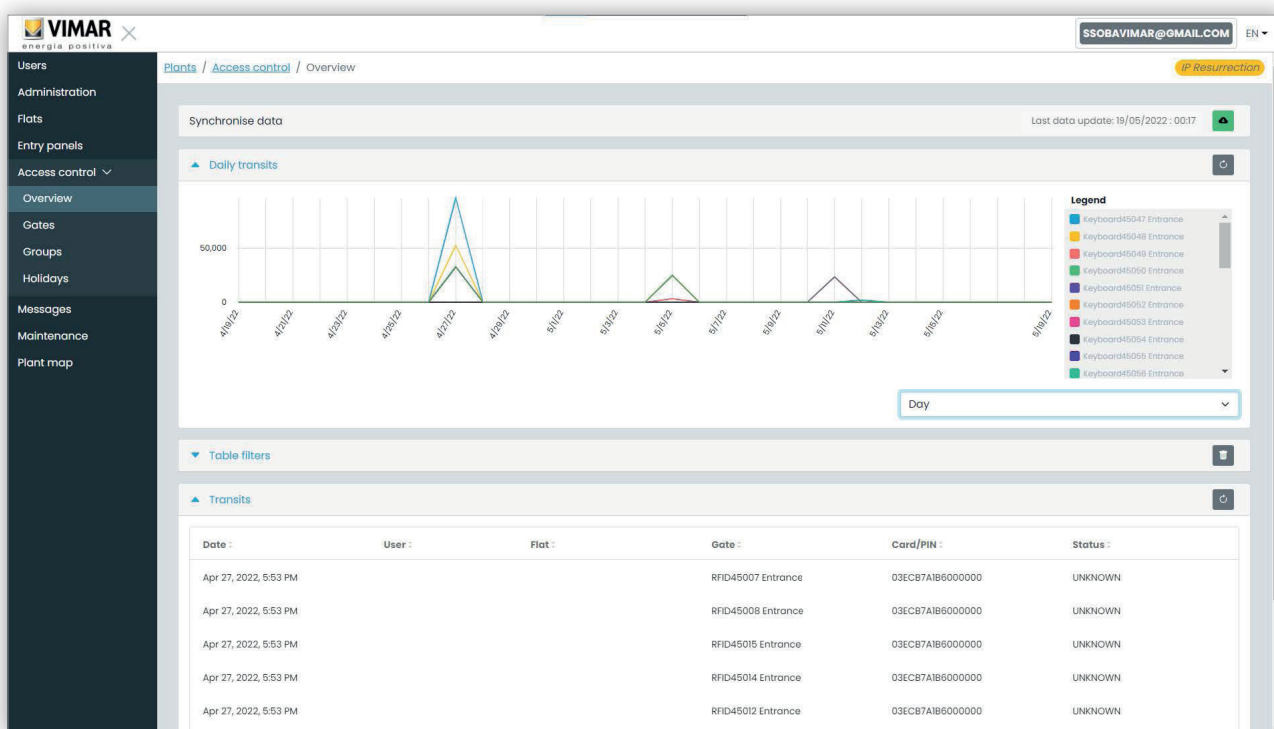 VIMAR
energia positiva
SSOBAVIMAR@GMAIL.COM
EN
Users
Administration
Flats
Entry panels
Access control
Overview
Gates
Groups
Holidays
Messages
Maintenance
Plant map
Plants / Access control / Overview
IP Resurrection
Synchronise data
Last data update: 19/05/2022 : 00:17
Daily transits
50,000
0
4/19/22
4/21/22
4/23/22
4/25/22
4/27/22
4/29/22
5/1/22
5/3/22
5/5/22
5/7/22
5/9/22
5/11/22
5/13/22
5/15/22
5/19/22
Legend
Keyboard45047 Entrance
Keyboard45048 Entrance
Keyboard45049 Entrance
Keyboard45050 Entrance
Keyboard45051 Entrance
Keyboard45052 Entrance
Keyboard45053 Entrance
Keyboard45054 Entrance
Keyboard45055 Entrance
Keyboard45056 Entrance
Day
Table filters
Transits
Date User Flat Gate Card/PIN Status
Apr 27, 2022, 5:53 PM RFID45007 Entrance 03ECB7A1B6000000 UNKNOWN
Apr 27, 2022, 5:53 PM RFID45008 Entrance 03ECB7A1B6000000 UNKNOWN
Apr 27, 2022, 5:53 PM RFID45015 Entrance 03ECB7A1B6000000 UNKNOWN
Apr 27, 2022, 5:53 PM RFID45014 Entrance 03ECB7A1B6000000 UNKNOWN
Apr 27, 2022, 5:53 PM RFID45012 Entrance 03ECB7A1B6000000 UNKNOWN